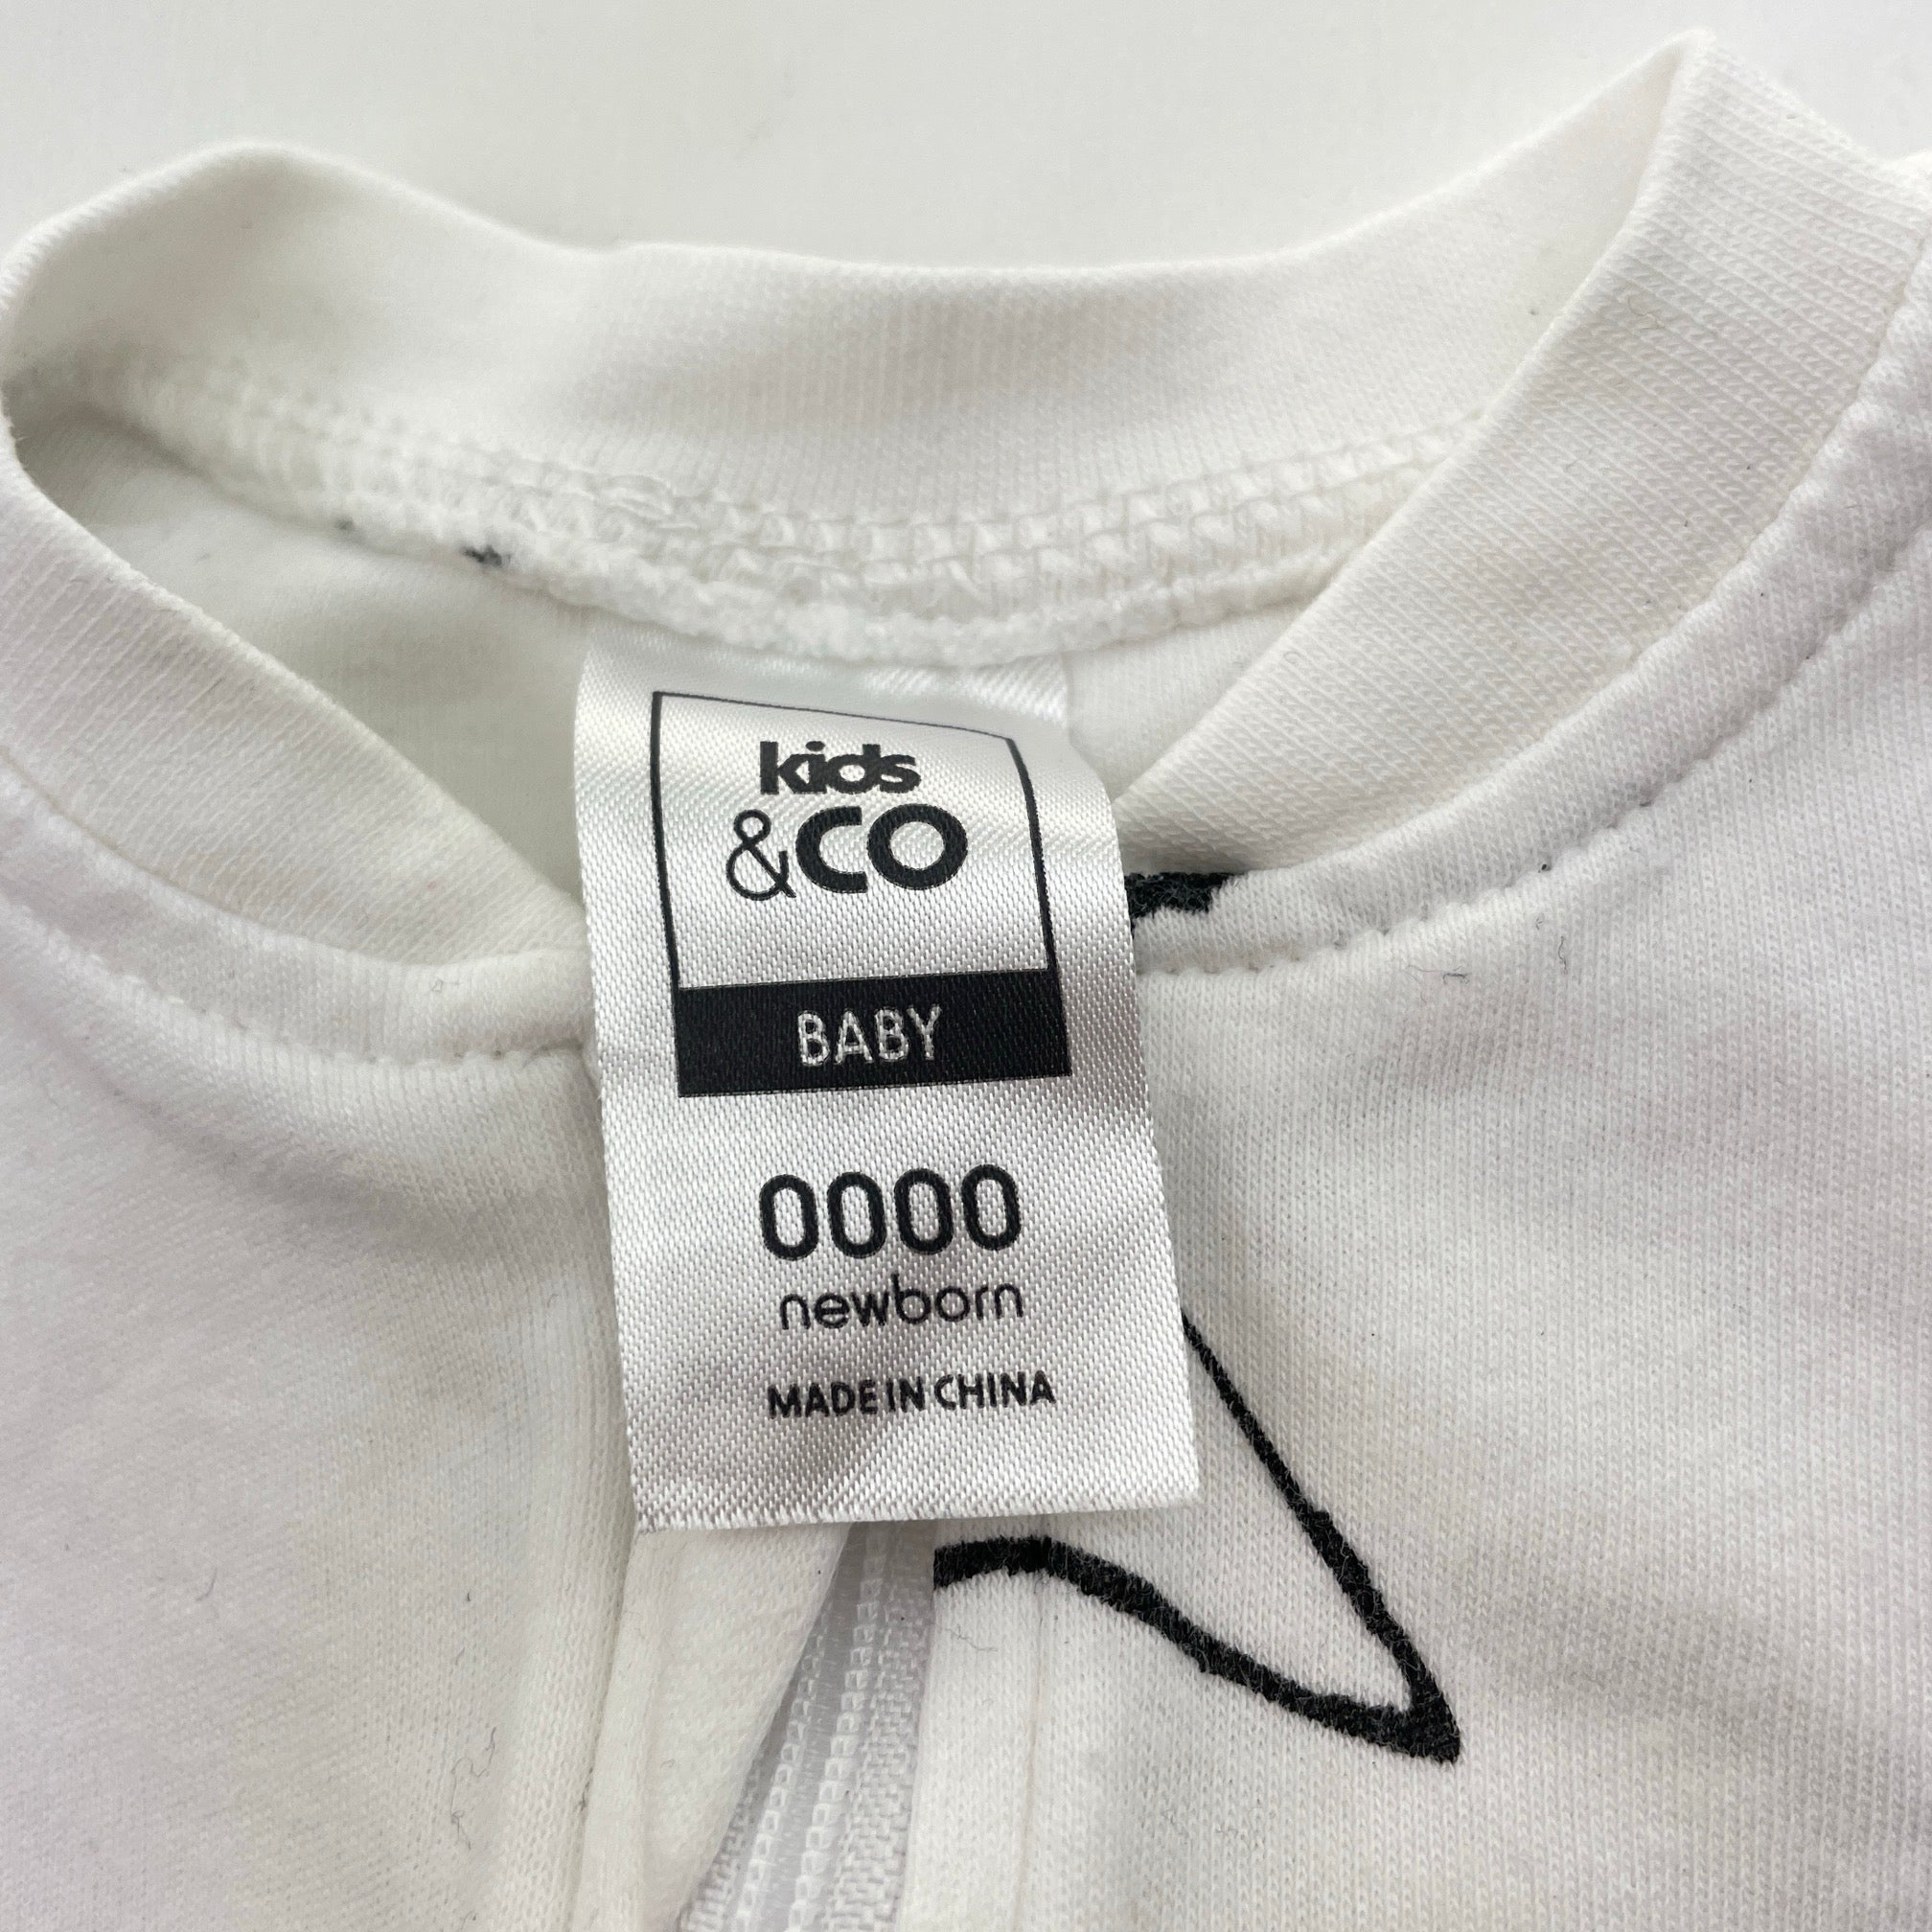 kids
&CO
BABY
0000
newborn
MADE IN CHINA